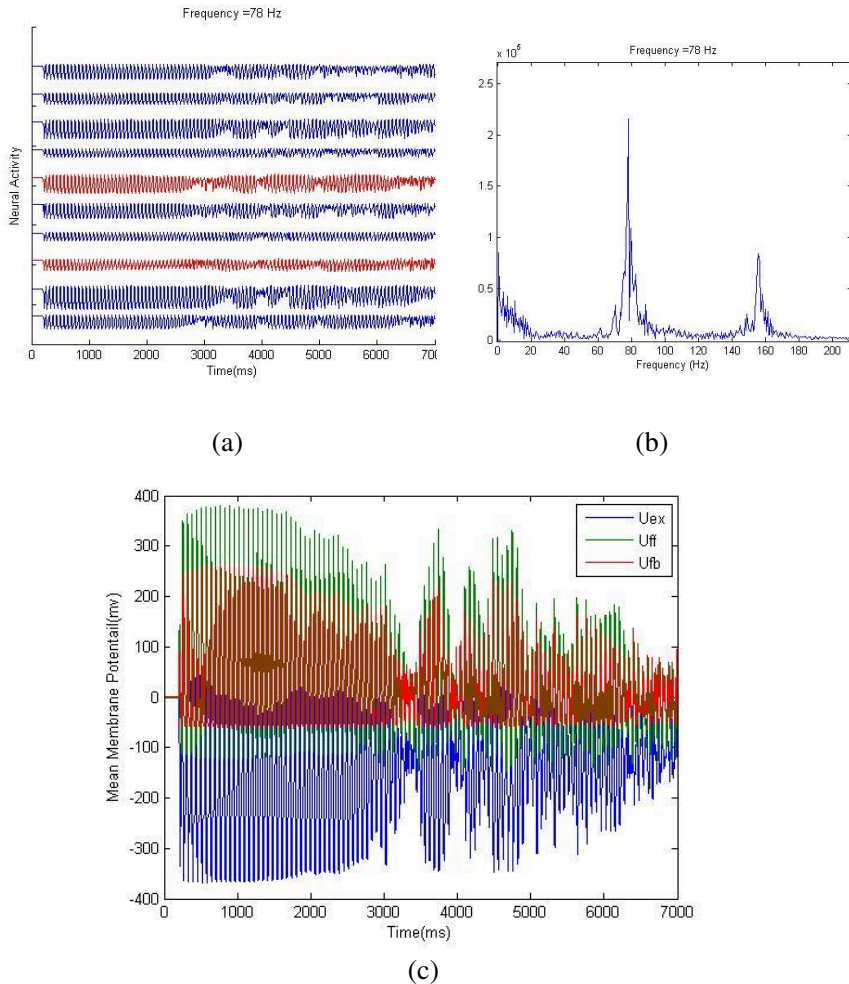 Frequency =78 Hz
Neural Activity
0 1000 2000 3000 4000 5000 6000 700
Time(ms)
(a)
x 10^5
Frequency =78 Hz
2.5
2
1.5
1
0.5
0
0 20 40 60 80 100 120 140 160 180 200
Frequency (Hz)
(b)
Mean Membrane Potentail(mv)
400
300
200
100
0
-100
-200
-300
-400
0 1000 2000 3000 4000 5000 6000 7000
Time(ms)
Uex
Uff
Ufb
(c)